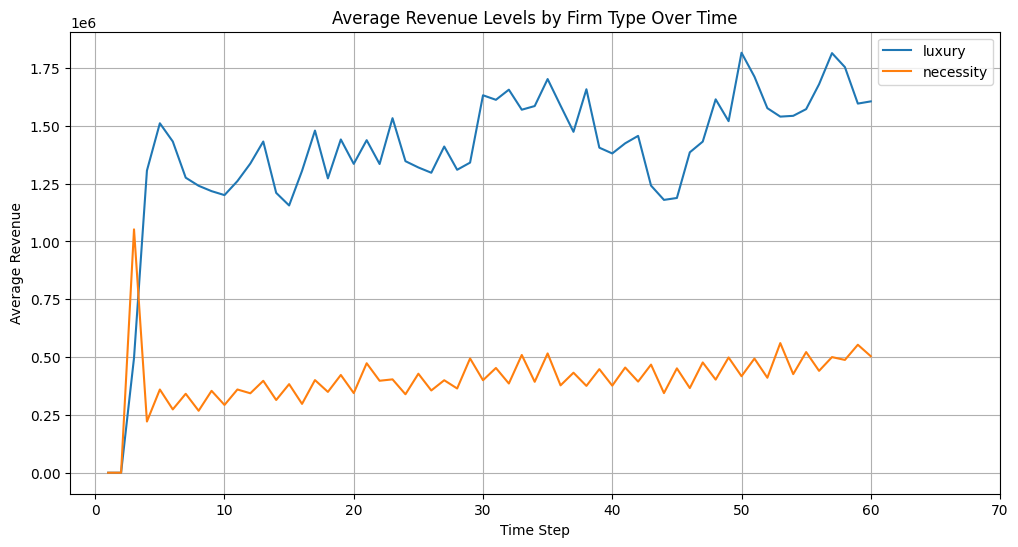 Average Revenue Levels by Firm Type Over Time
1e6
luxury
necessity
1.75
1.50
1.25
1.00
0.75
0.50
0.25
0.00
Average Revenue
0 10 20 30 40 50 60 70
Time Step